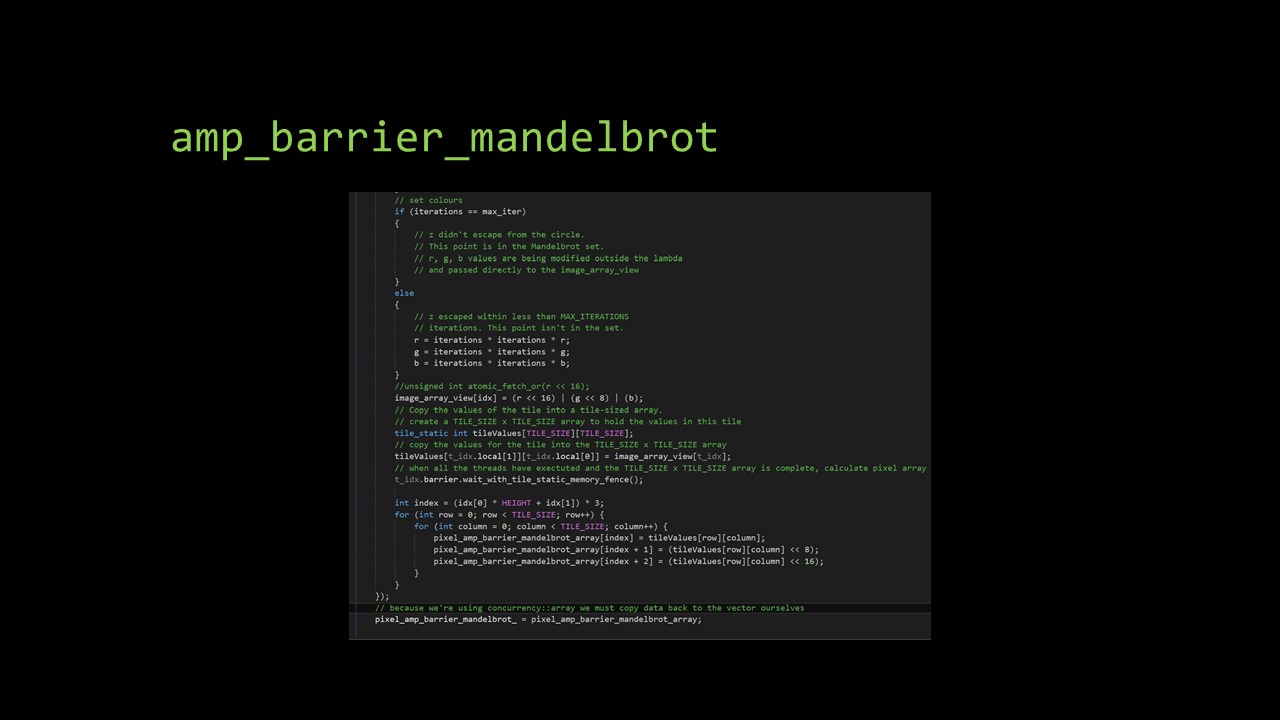 amp_barrier_mandelbrot
// set colours
if (iterations == max_iter)
{
// z didn't escape from the circle.
// This point is in the Mandelbrot set.
// r, g, b values are being modified outside the lambda
// and passed directly to the image_array_view
}
else
{
// z escaped within less than MAX_ITERATIONS
// iterations. This point isn't in the set.
r = iterations * iterations * r;
g = iterations * iterations * g;
b = iterations * iterations * b;
}
//unsigned int atomic_fetch_or(r << 16);
image_array_view[idx] = (r << 16) | (g << 8) | (b);
// Copy the values of the tile into a tile-sized array.
// create a TILE_SIZE x TILE_SIZE array to hold the values in this tile
tile_static int tileValues[TILE_SIZE][TILE_SIZE];
// copy the values for the tile into the TILE_SIZE x TILE_SIZE array
tileValues[t_idx.local[1]][t_idx.local[0]] = image_array_view[t_idx];
// when all the threads have exectuted and the TILE_SIZE x TILE_SIZE array is complete, calculate pixel array
t_idx.barrier.wait_with_tile_static_memory_fence();
int index = (idx[0] * HEIGHT + idx[1]) * 3;
for (int row = 0; row < TILE_SIZE; row++) {
for (int column = 0; column < TILE_SIZE; column++) {
pixel_amp_barrier_mandelbrot_array[index] = tileValues[row][column];
pixel_amp_barrier_mandelbrot_array[index + 1] = (tileValues[row][column] << 8);
pixel_amp_barrier_mandelbrot_array[index + 2] = (tileValues[row][column] << 16);
}
}
});
// because we're using concurrency::array we must copy data back to the vector ourselves
pixel_amp_barrier_mandelbrot_ = pixel_amp_barrier_mandelbrot_array;